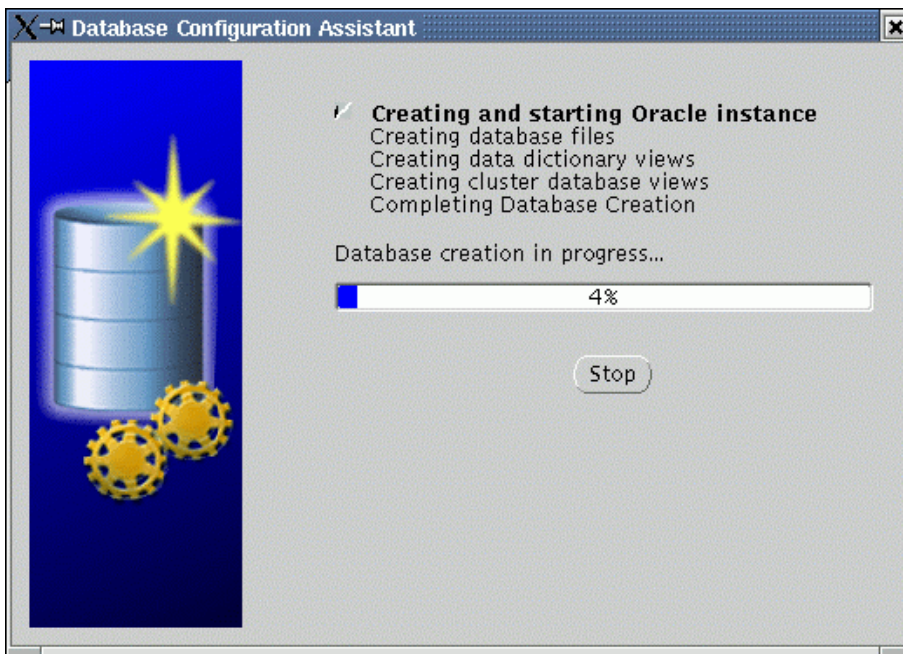 Database Configuration Assistant
Creating and starting Oracle instance
Creating database files
Creating data dictionary views
Creating cluster database views
Completing Database Creation
Database creation in progress...
4%
Stop